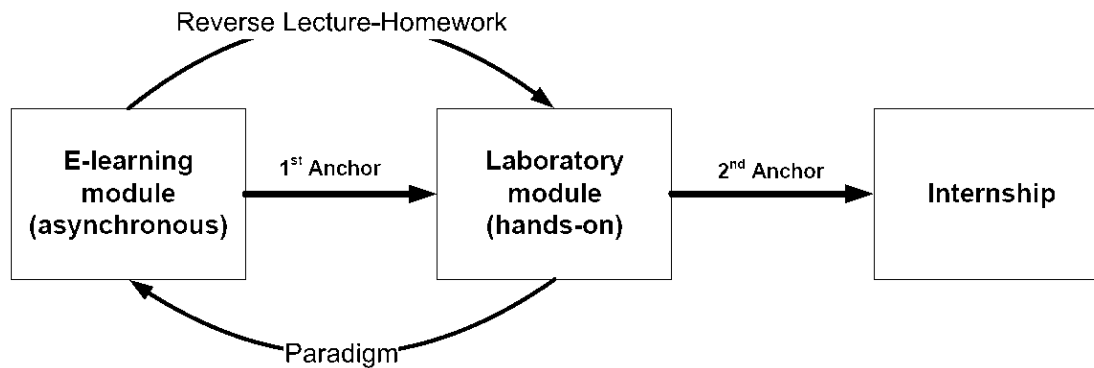 Reverse Lecture-Homework
E-learning
module
(asynchronous)
1st Anchor
Laboratory
module
(hands-on)
2nd Anchor
Internship
Paradigm